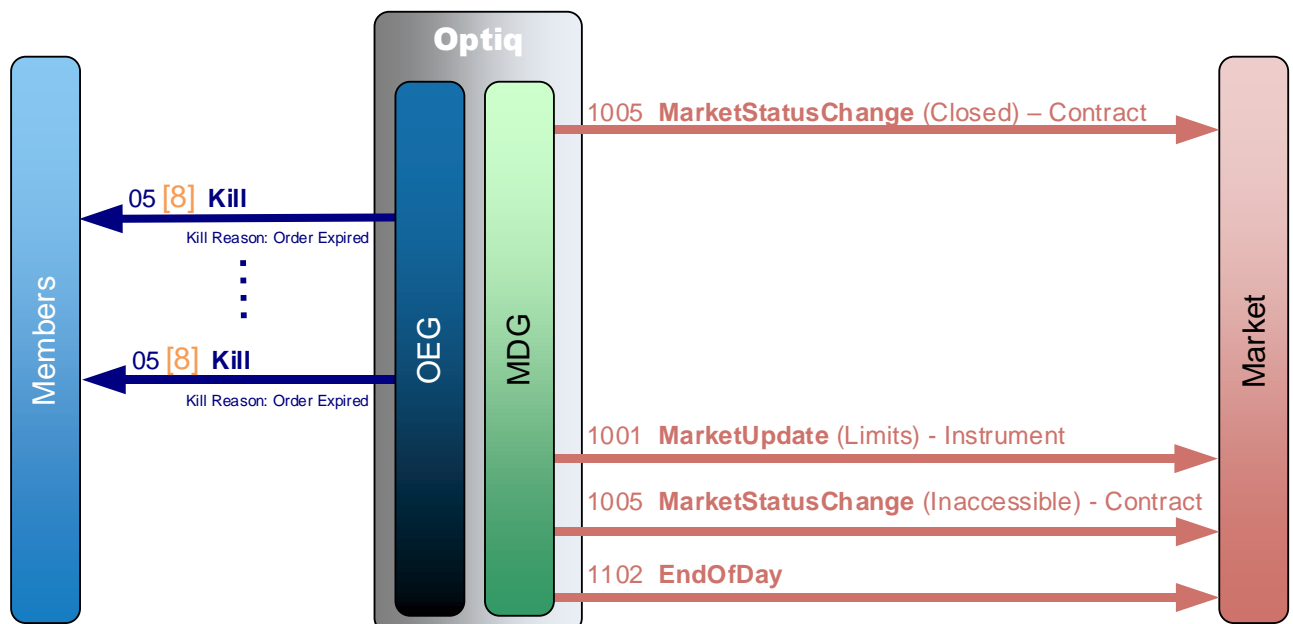 Optiq
1005 MarketStatusChange (Closed) – Contract
05 [8] Kill
Kill Reason: Order Expired
05 [8] Kill
Kill Reason: Order Expired
Members
OEG
MDG
Market
1001 MarketUpdate (Limits) - Instrument
1005 MarketStatusChange (Inaccessible) - Contract
1102 EndOfDay